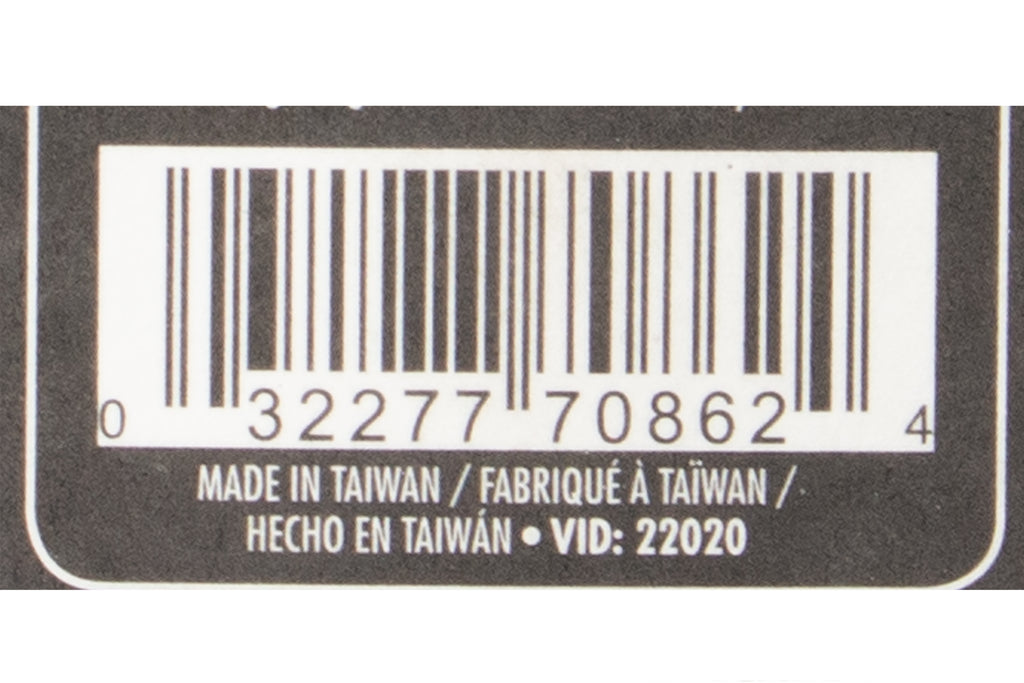 0 32277 70862 4
MADE IN TAIWAN / FABRIQUÉ À TAÏWAN /
HECHO EN TAIWÁN • VID: 22020